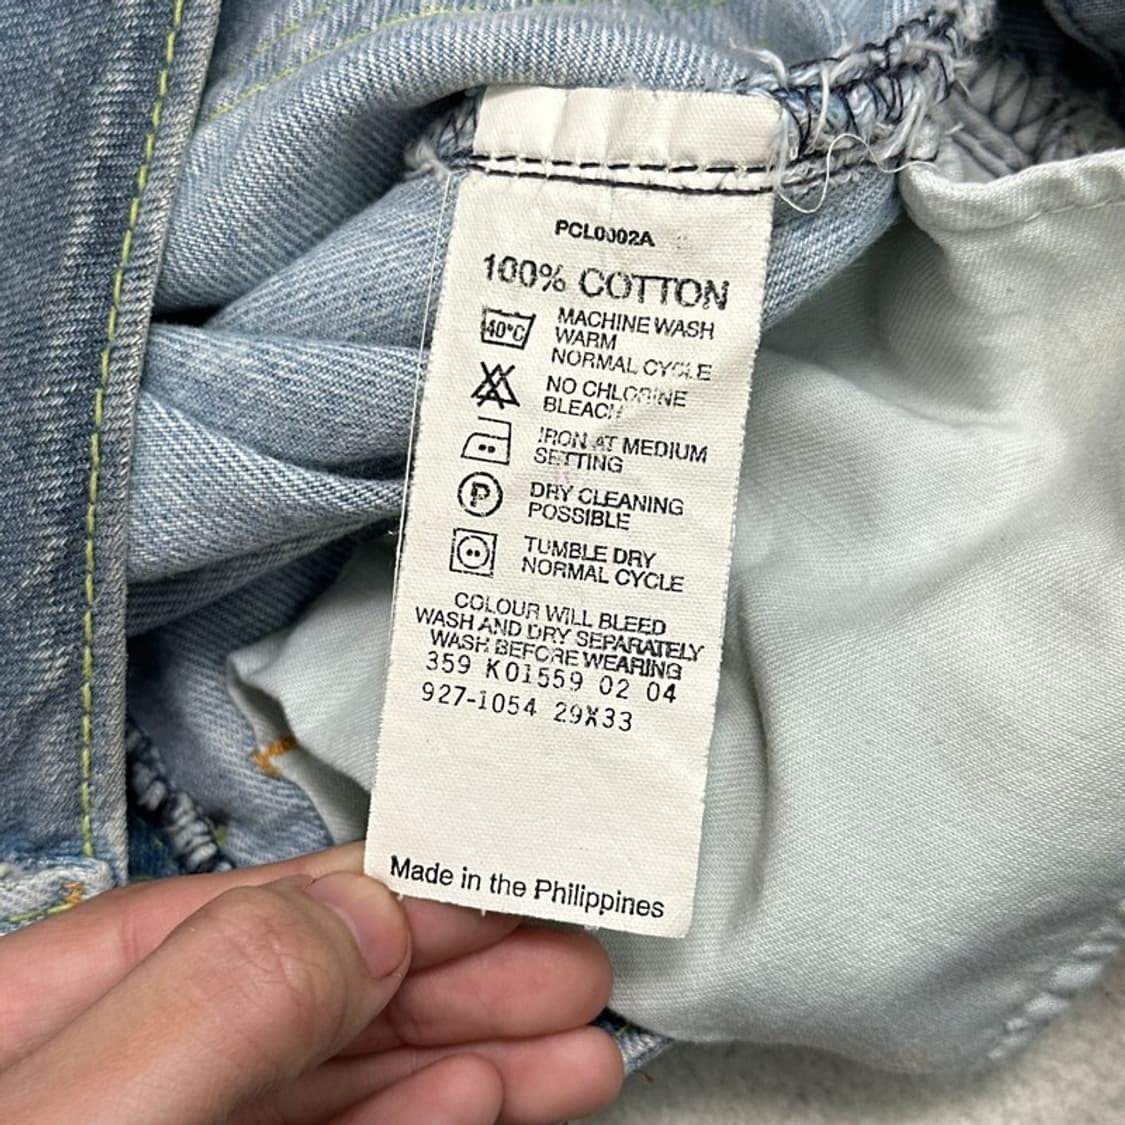 PCL0002A
100% COTTON
40°C
MACHINE WASH
WARM
NORMAL CYCLE
NO CHLORINE
BLEACH
IRON AT MEDIUM
SETTING
P
DRY CLEANING
POSSIBLE
TUMBLE DRY
NORMAL CYCLE
COLOUR WILL BLEED
WASH AND DRY SEPARATELY
WASH BEFORE WEARING
359 K01559 02 04
927-1054 29X33
Made in the Philippines